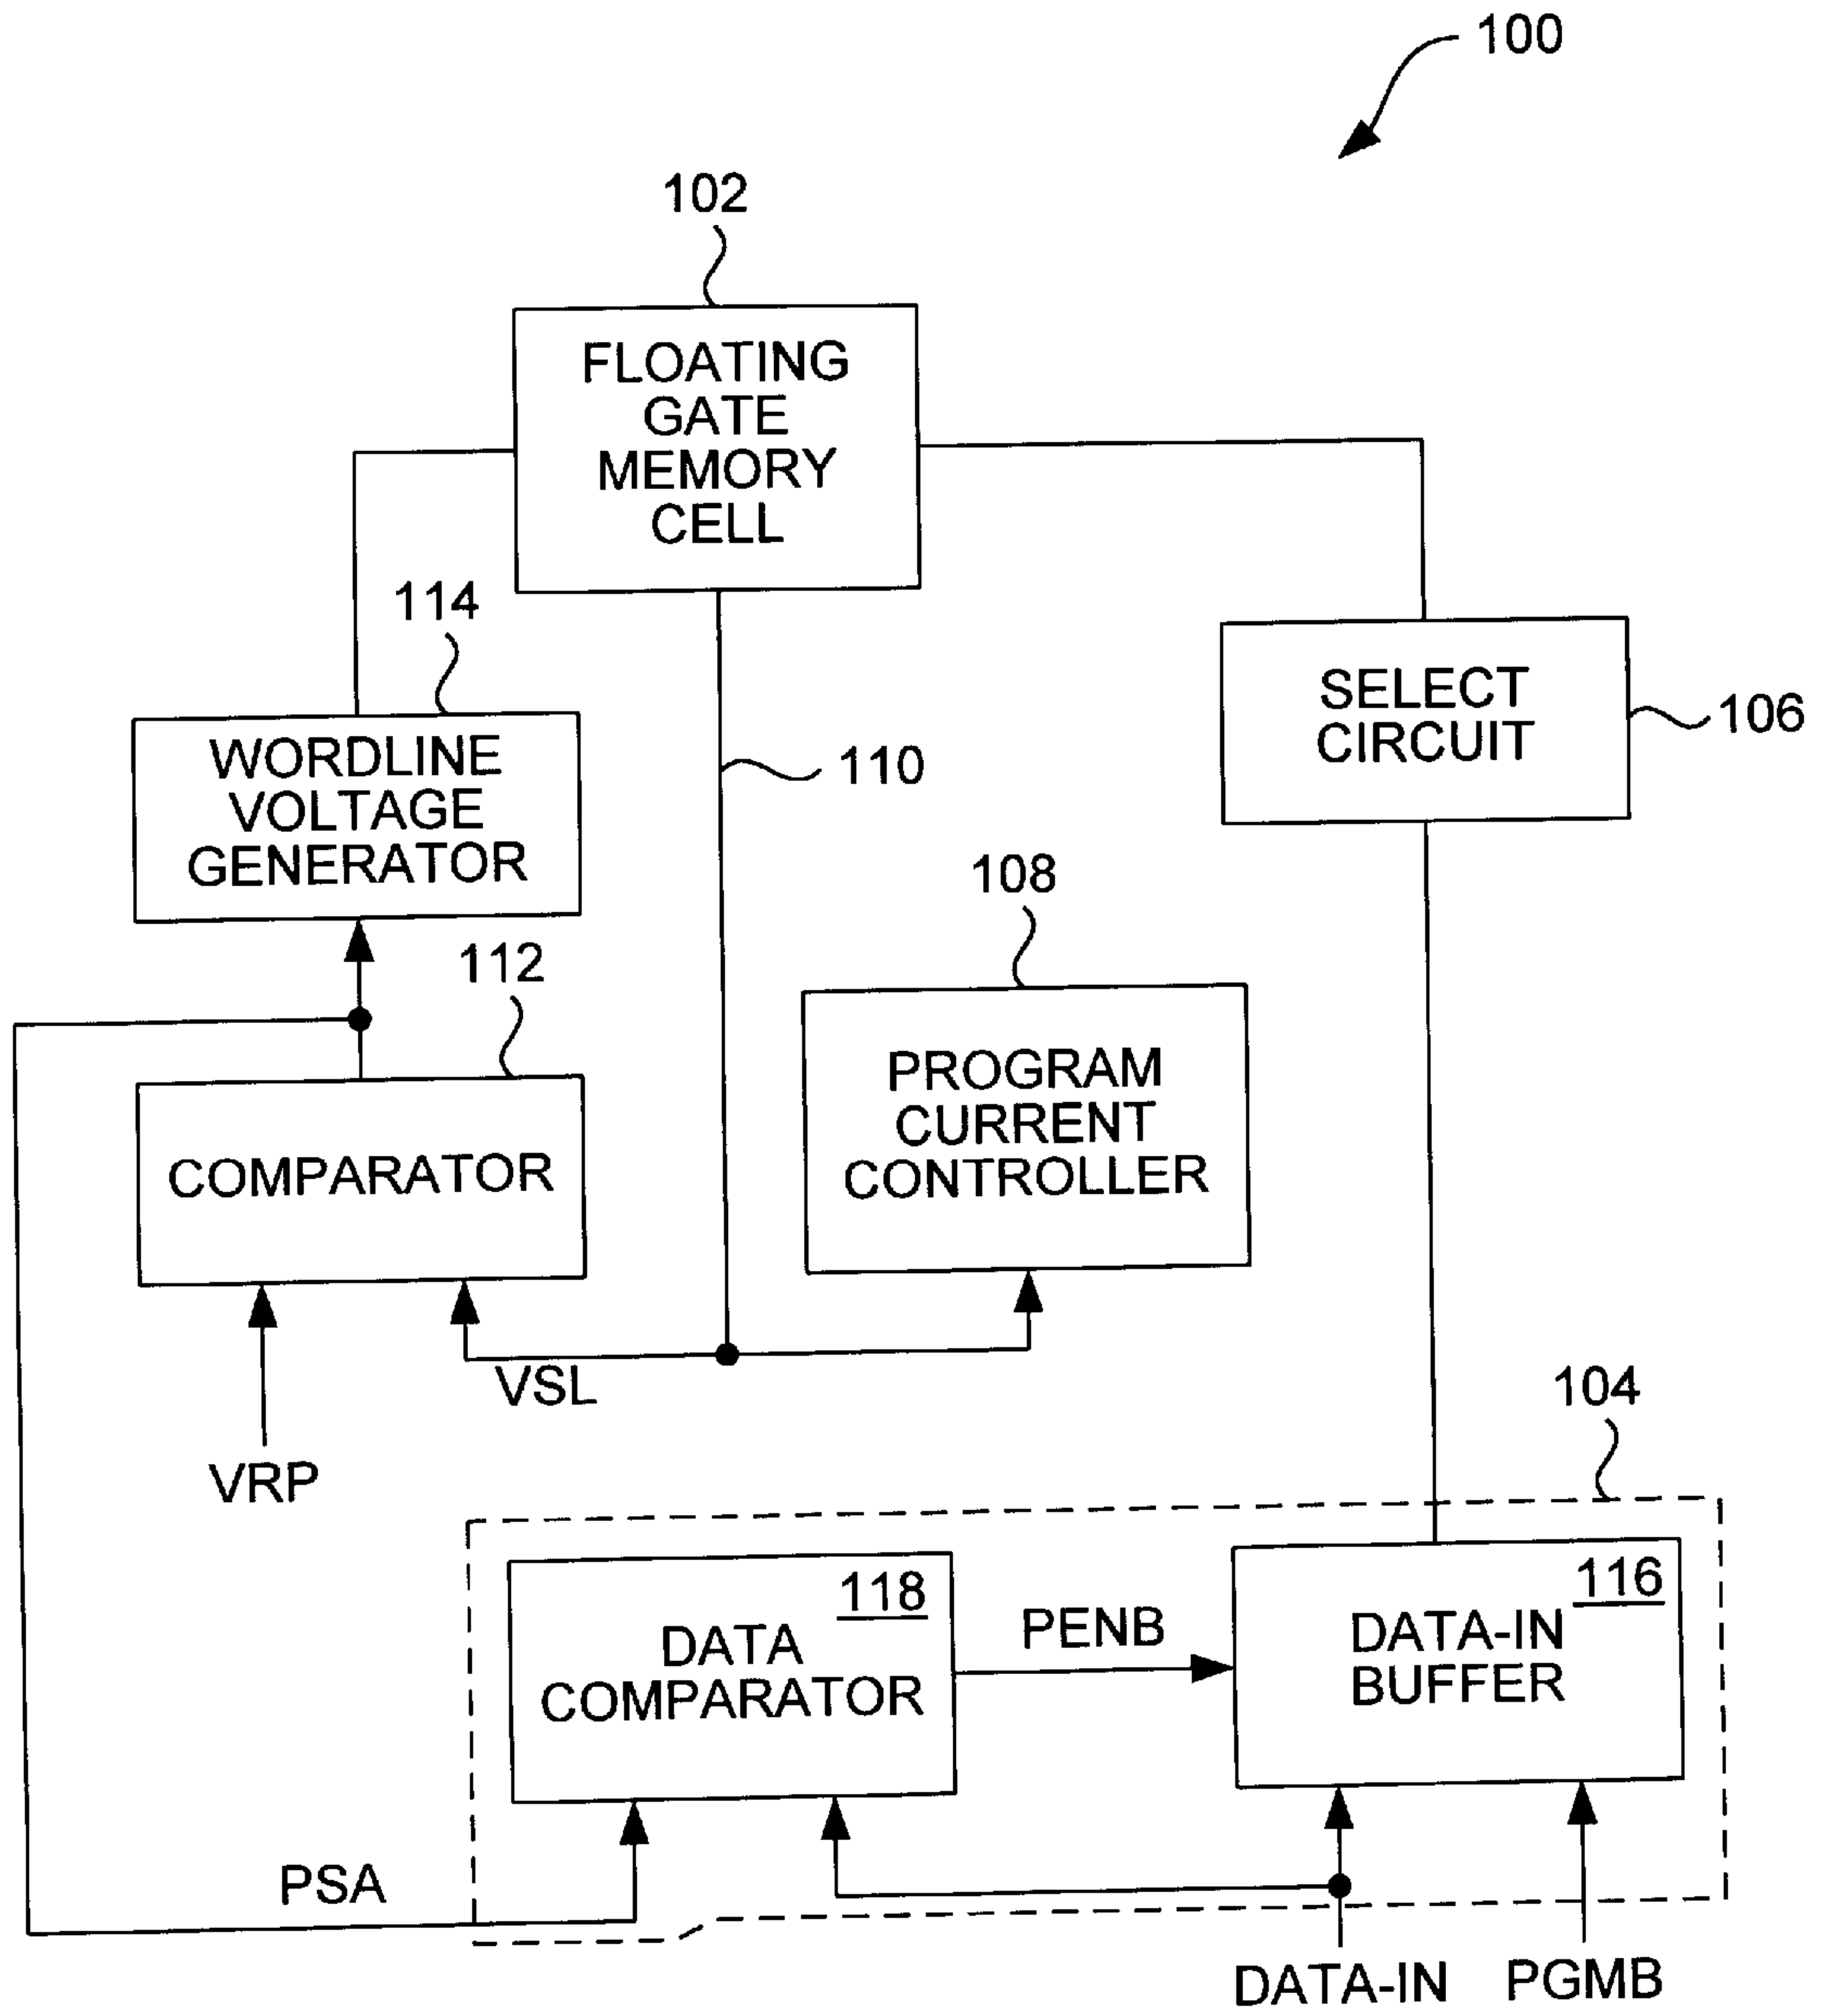 100
102
FLOATING
GATE
MEMORY
CELL
114
SELECT
CIRCUIT
106
WORDLINE
VOLTAGE
GENERATOR
110
108
112
PROGRAM
CURRENT
CONTROLLER
COMPARATOR
VSL
104
VRP
118
DATA
COMPARATOR
PENB
116
DATA-IN
BUFFER
PSA
DATA-IN
PGMB